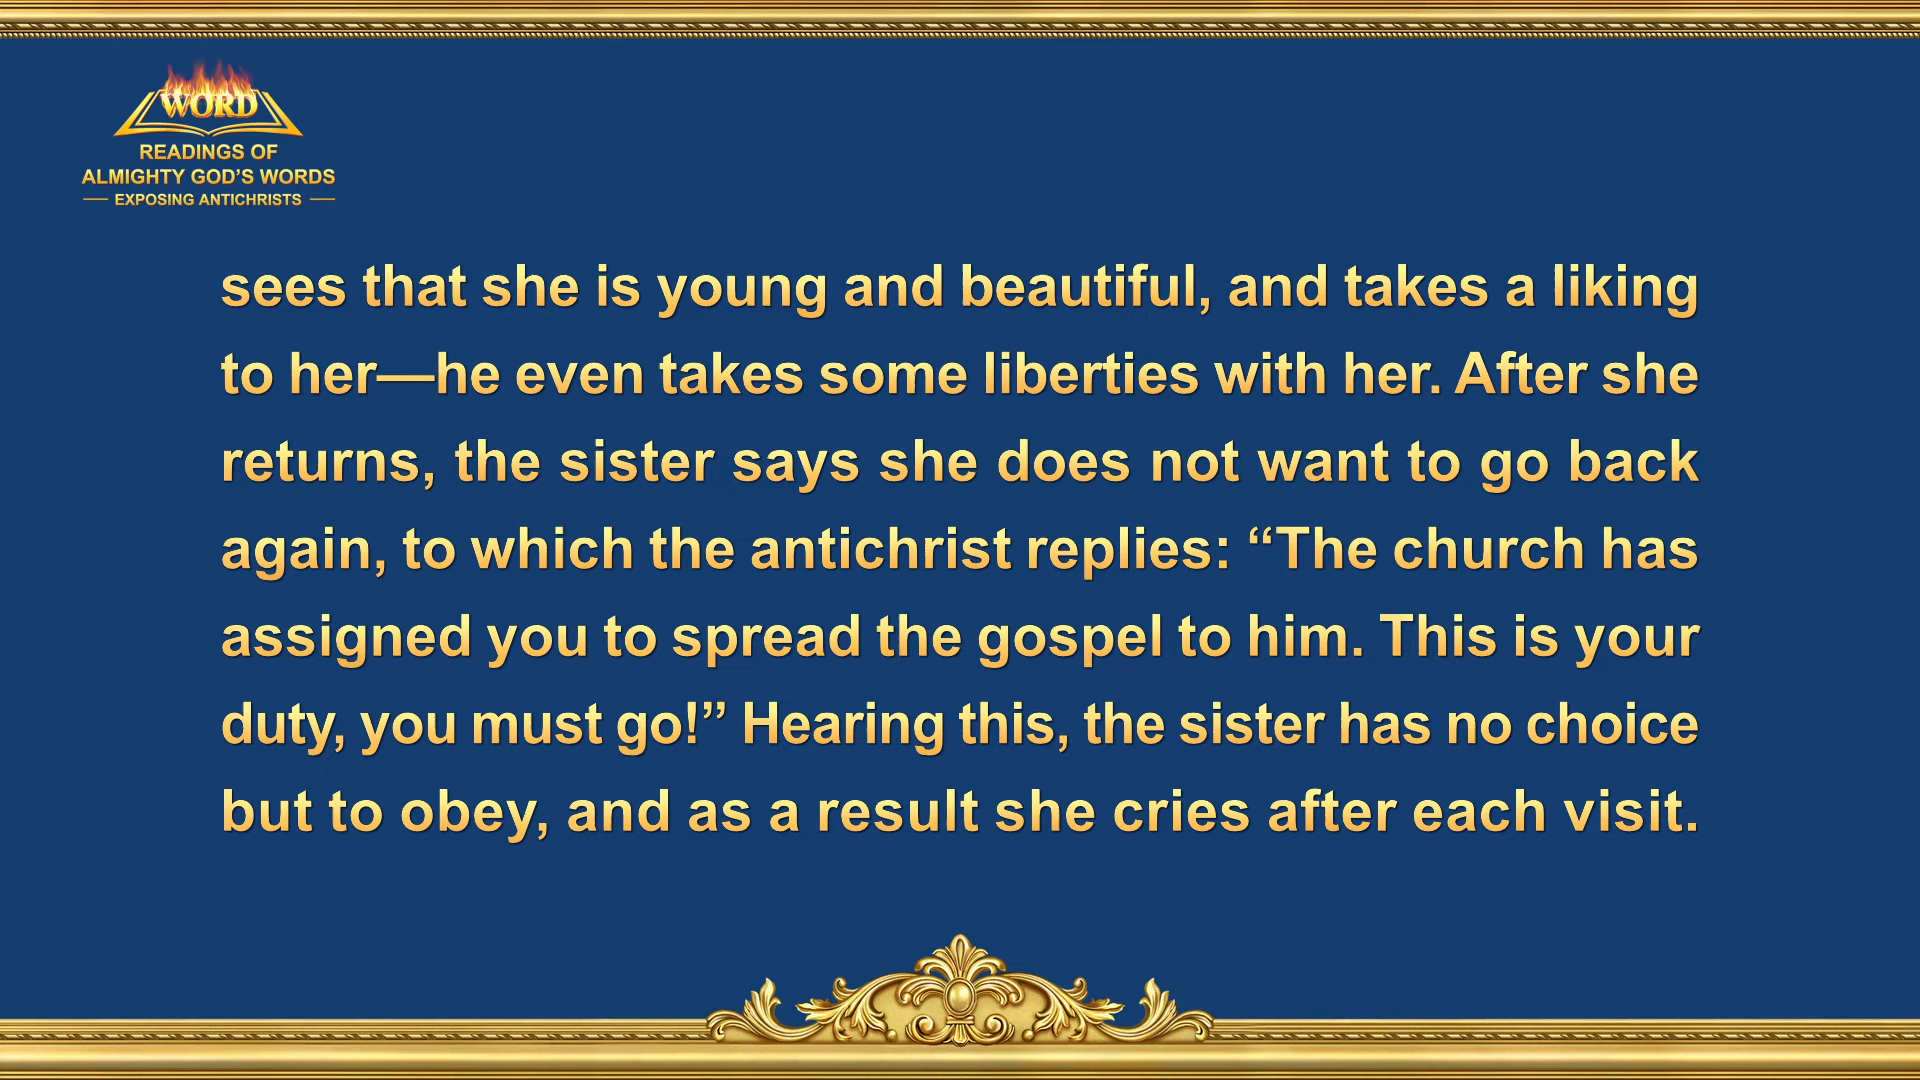 WORD
READINGS OF
ALMIGHTY GOD’S WORDS
EXPOSING ANTICHRISTS
sees that she is young and beautiful, and takes a liking
to her—he even takes some liberties with her. After she
returns, the sister says she does not want to go back
again, to which the antichrist replies: “The church has
assigned you to spread the gospel to him. This is your
duty, you must go!” Hearing this, the sister has no choice
but to obey, and as a result she cries after each visit.